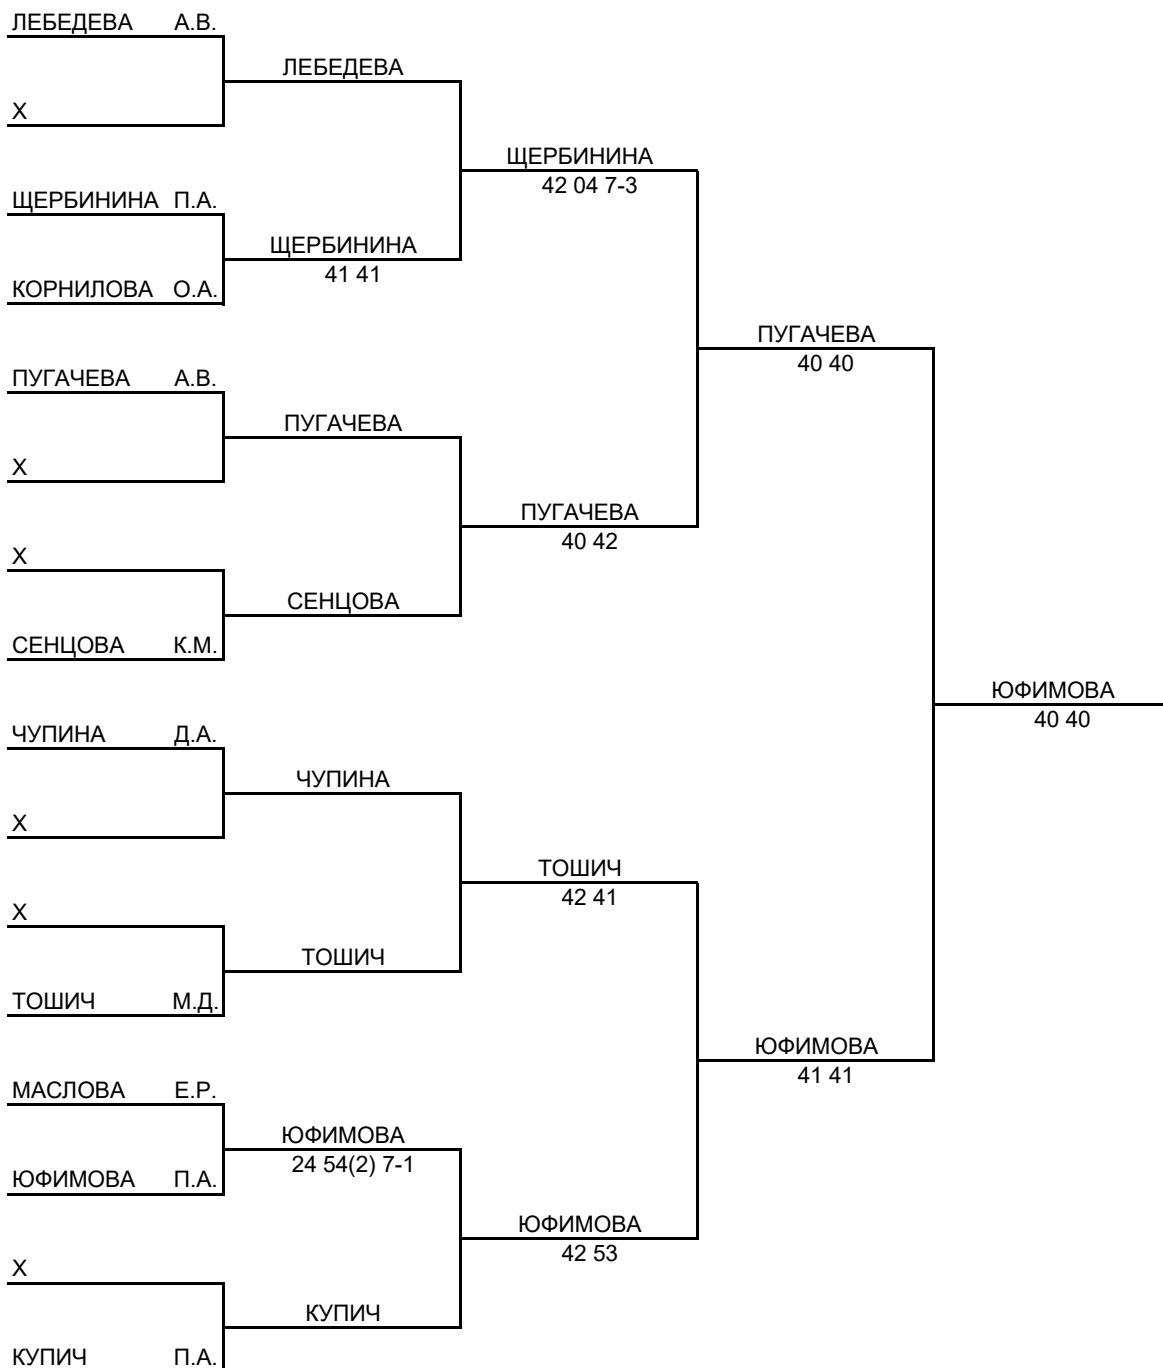 ЛЕБЕДЕВА А.В.
ЛЕБЕДЕВА
Х
ЩЕРБИНИНА
42 04 7-3
ЩЕРБИНИНА П.А.
ЩЕРБИНИНА
41 41
КОРНИЛОВА О.А.
ПУГАЧЕВА
40 40
ПУГАЧЕВА А.В.
ПУГАЧЕВА
Х
ПУГАЧЕВА
40 42
Х
СЕНЦОВА
СЕНЦОВА К.М.
ЮФИМОВА
40 40
ЧУПИНА Д.А.
ЧУПИНА
Х
ТОШИЧ
42 41
Х
ТОШИЧ
ТОШИЧ М.Д.
ЮФИМОВА
41 41
МАСЛОВА Е.Р.
ЮФИМОВА
24 54(2) 7-1
ЮФИМОВА П.А.
ЮФИМОВА
42 53
Х
КУПИЧ
КУПИЧ П.А.